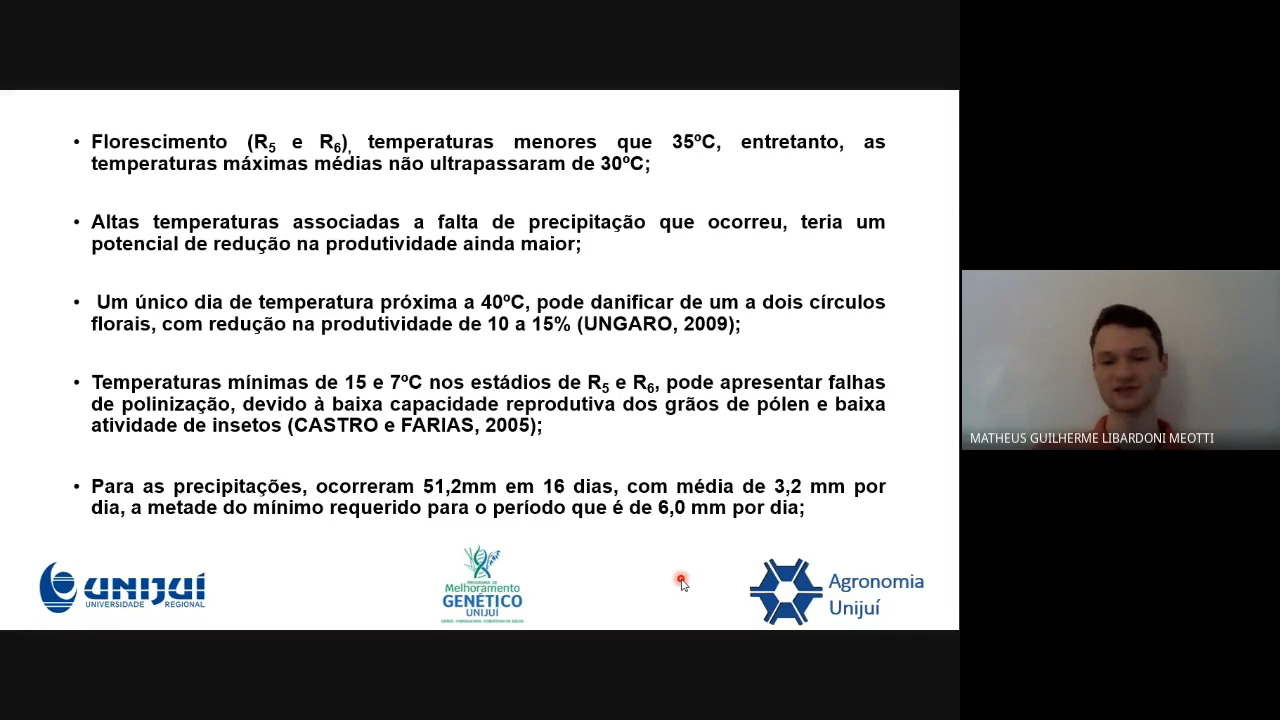 • Florescimento (R5 e R6), temperaturas menores que 35ºC, entretanto, as
temperaturas máximas médias não ultrapassaram de 30ºC;
• Altas temperaturas associadas a falta de precipitação que ocorreu, teria um
potencial de redução na produtividade ainda maior;
• Um único dia de temperatura próxima a 40ºC, pode danificar de um a dois círculos
florais, com redução na produtividade de 10 a 15% (UNGARO, 2009);
• Temperaturas mínimas de 15 e 7ºC nos estádios de R5 e R6, pode apresentar falhas
de polinização, devido à baixa capacidade reprodutiva dos grãos de pólen e baixa
atividade de insetos (CASTRO e FARIAS, 2005);
• Para as precipitações, ocorreram 51,2mm em 16 dias, com média de 3,2 mm por
dia, a metade do mínimo requerido para o período que é de 6,0 mm por dia;
UNIJUÍ
UNIVERSIDADE REGIONAL
PROGRAMA DE
Melhoramento
GENÉTICO
UNIJUÍ
Agronomia
Unijuí
MATHEUS GUILHERME LIBARDONI MEOTTI